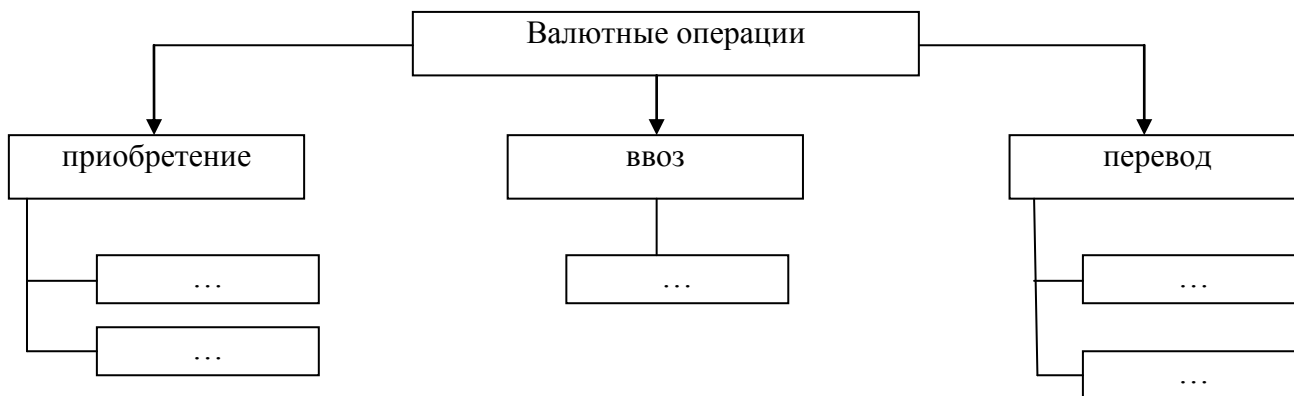 Валютные операции
приобретение
ввоз
перевод
…
…
…
…
…